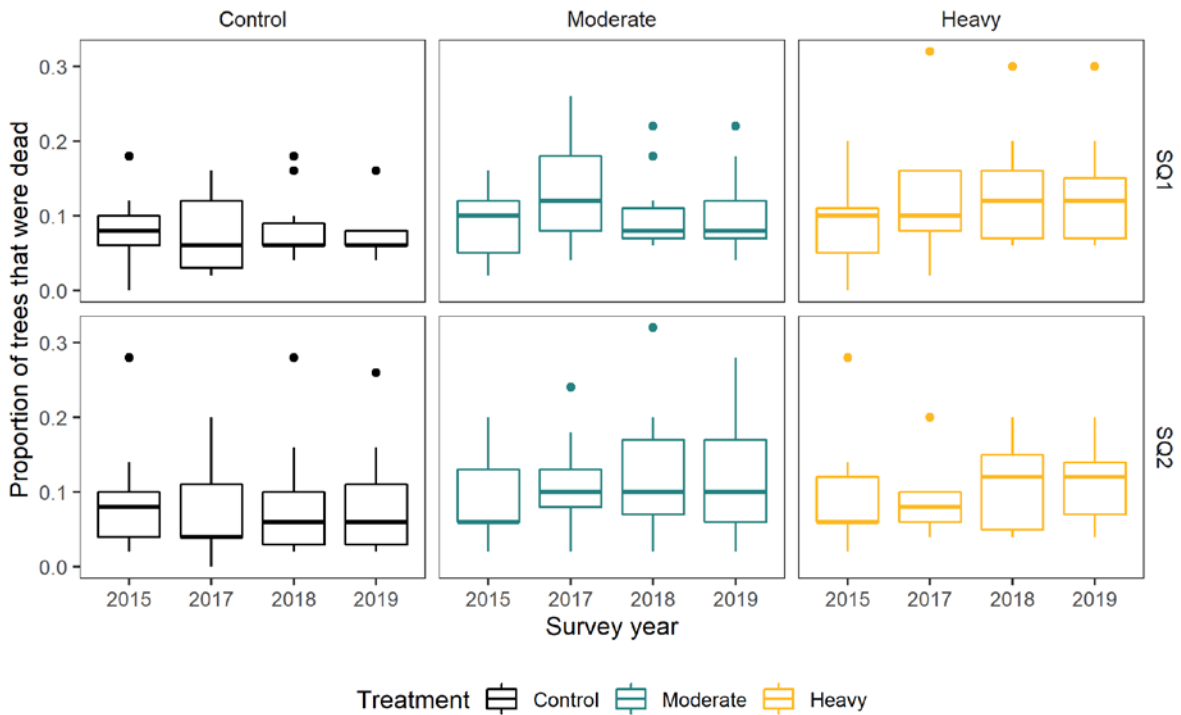 Control Moderate Heavy
Proportion of trees that were dead
0.3
0.2
0.1
0.0
SQ1
0.3
0.2
0.1
0.0
SQ2
2015 2017 2018 2019 2015 2017 2018 2019 2015 2017 2018 2019
Survey year
Treatment Control Moderate Heavy